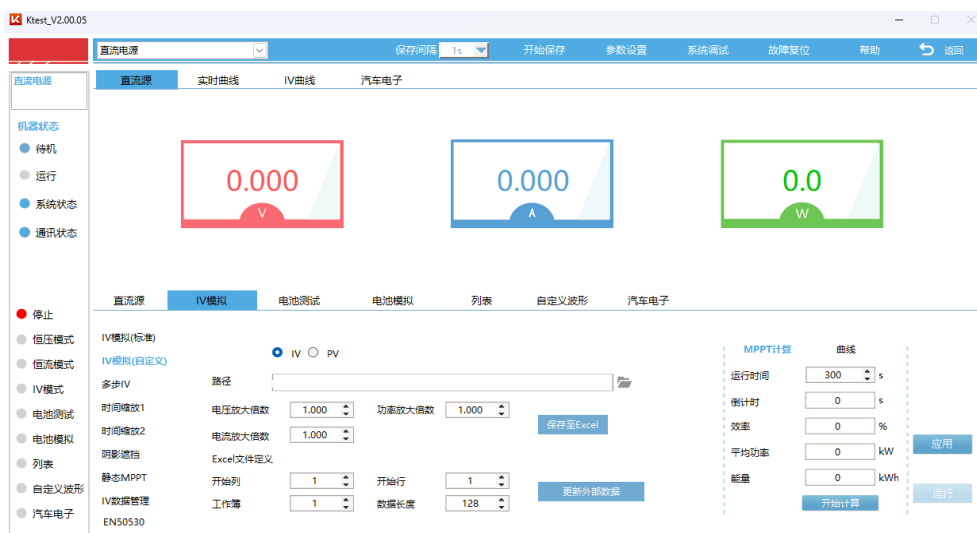 Ktest_V2.00.05
直流电源 保存间隔 1s 开始保存 参数设置 系统调试 故障复位 帮助 返回
直流电源
直流源 实时曲线 IV曲线 汽车电子
机器状态
待机
运行
系统状态
通讯状态
0.000 0.000 0.0
V A W
直流源 IV模拟 电池测试 电池模拟 列表 自定义波形 汽车电子
停止
恒压模式
恒流模式
IV模式
电池测试
电池模拟
列表
自定义波形
汽车电子
IV模拟(标准)
IV模拟(自定义)
多步IV
时间缩放1
时间缩放2
阴影遮挡
静态MPPT
IV数据管理
EN50530
IV PV
路径
电压放大倍数 1.000 功率放大倍数 1.000
保存至Excel
电流放大倍数 1.000
Excel文件定义
开始列 1 开始行 1
更新外部数据
工作簿 1 数据长度 128
MPPT计算 曲线
运行时间 300 s
倒计时 0 s
效率 0 %
平均功率 0 kW
能量 0 kWh
开始计算
应用
运行